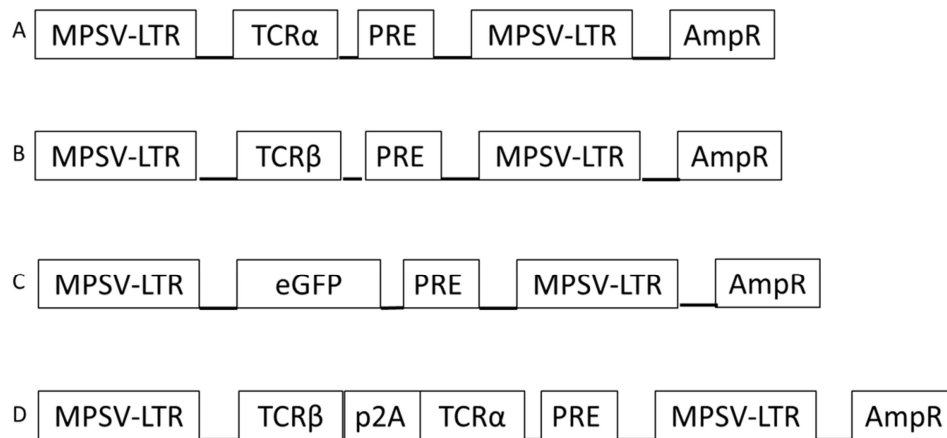 A MPSV-LTR TCRα PRE MPSV-LTR AmpR
B MPSV-LTR TCRβ PRE MPSV-LTR AmpR
C MPSV-LTR eGFP PRE MPSV-LTR AmpR
D MPSV-LTR TCRβ p2A TCRα PRE MPSV-LTR AmpR